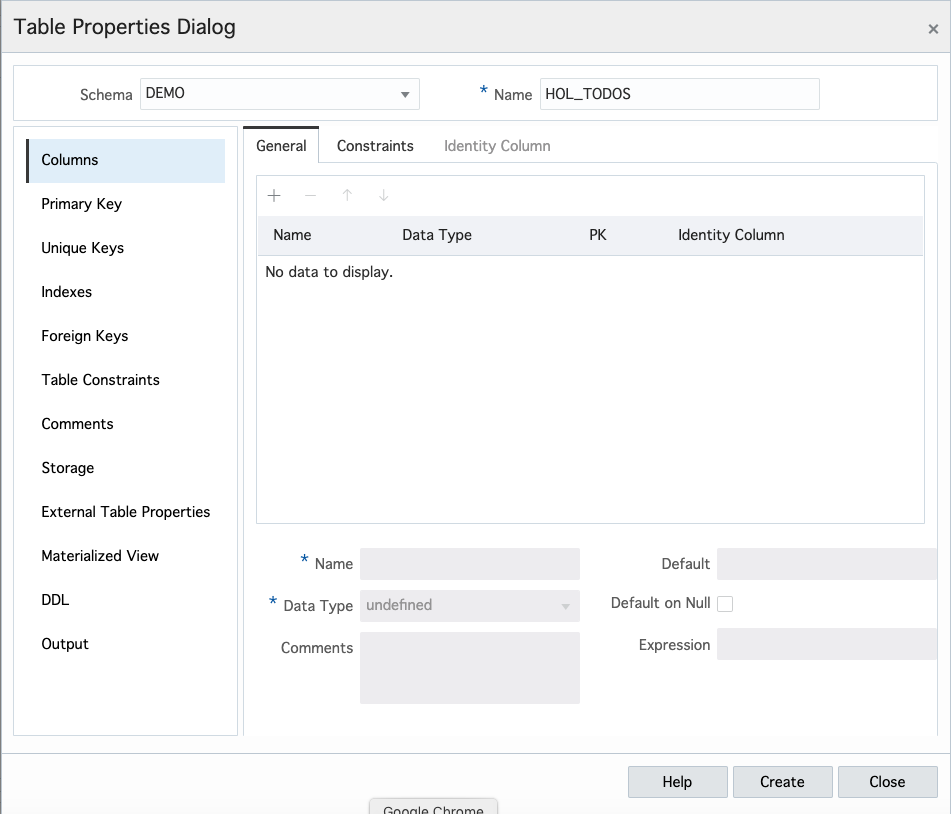 Table Properties Dialog
×
Schema DEMO * Name HOL_TODOS
Columns
Primary Key
Unique Keys
Indexes
Foreign Keys
Table Constraints
Comments
Storage
External Table Properties
Materialized View
DDL
Output
General Constraints Identity Column
Name Data Type PK Identity Column
No data to display.
* Name
* Data Type undefined
Comments
Default
Default on Null
Expression
Help Create Close
Google Chrome